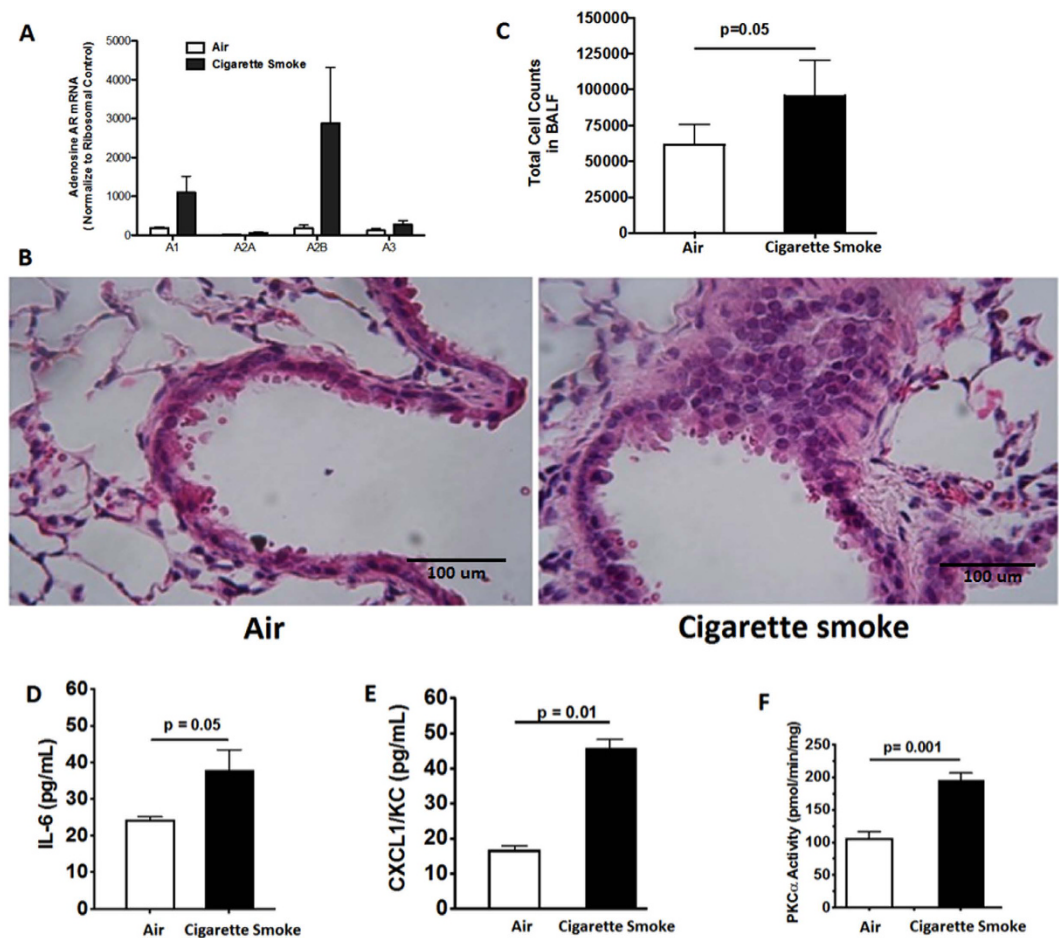 A
Adenosine AR mRNA
( Normalize to Ribosomal Control)
5000
4000
3000
2000
1000
0
Air
Cigarette Smoke
A1 A2A A2B A3
C
Total Cell Counts
in BALF
150000
125000
100000
75000
50000
25000
0
p=0.05
Air Cigarette Smoke
B
100 um
100 um
Air
Cigarette smoke
D
IL-6 (pg/mL)
60
50
40
30
20
10
0
p = 0.05
Air Cigarette Smoke
E
CXCL1/KC (pg/mL)
60
50
40
30
20
10
0
p = 0.01
Air Cigarette Smoke
F
PKCα Activity (pmol/min/mg)
250
200
150
100
50
0
p= 0.001
Air Cigarette Smoke